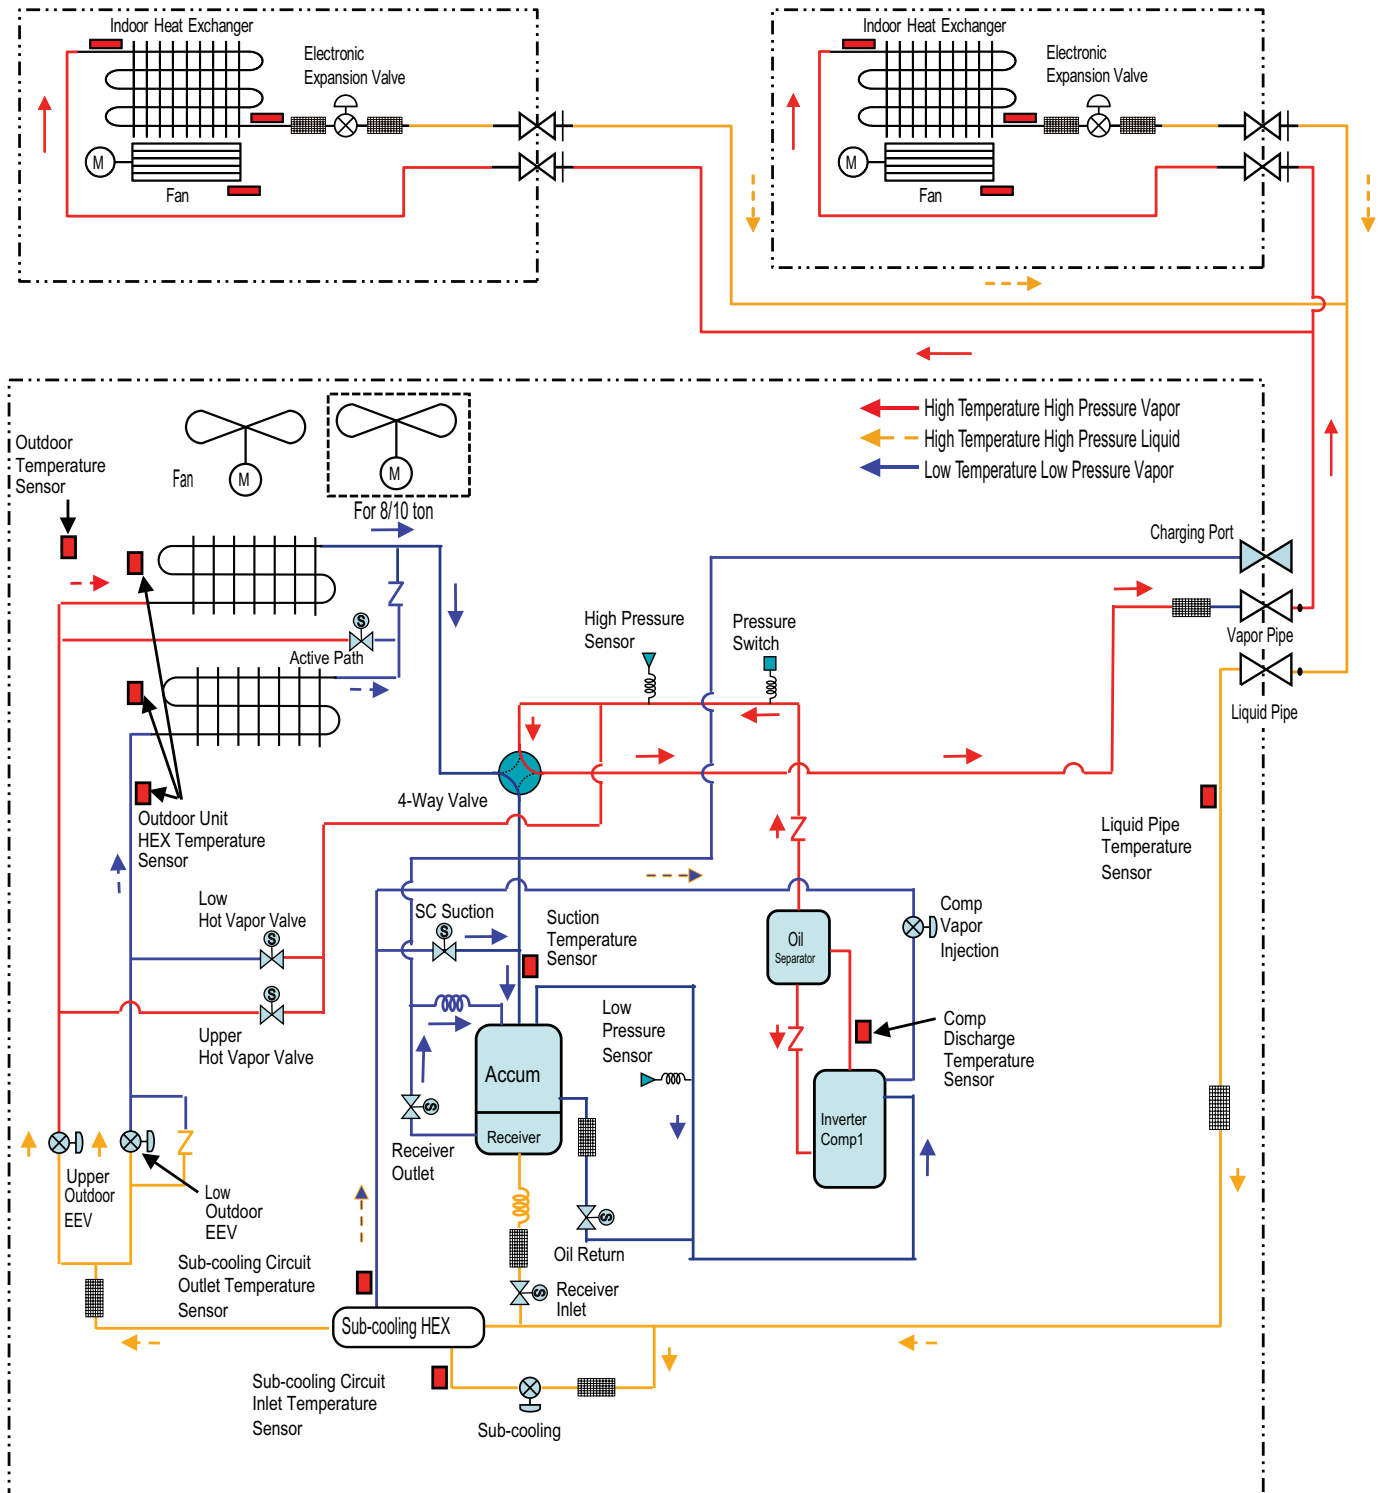 Indoor Heat Exchanger
Electronic
Expansion Valve
M
Fan
Indoor Heat Exchanger
Electronic
Expansion Valve
M
Fan
High Temperature High Pressure Vapor
High Temperature High Pressure Liquid
Low Temperature Low Pressure Vapor
Outdoor
Temperature
Sensor
Fan
M
M
For 8/10 ton
Charging Port
Vapor Pipe
Liquid Pipe
High Pressure
Sensor
Pressure
Switch
S
Active Path
4-Way Valve
Outdoor Unit
HEX Temperature
Sensor
Liquid Pipe
Temperature
Sensor
Low
Hot Vapor Valve
S
SC Suction
S
Suction
Temperature
Sensor
Oil
Separator
Comp
Vapor
Injection
S
Upper
Hot Vapor Valve
Low
Pressure
Sensor
Comp
Discharge
Temperature
Sensor
Accum
Receiver
S
Receiver
Outlet
Inverter
Comp1
Upper
Outdoor
EEV
Low
Outdoor
EEV
S
Oil Return
Sub-cooling Circuit
Outlet Temperature
Sensor
S
Receiver
Inlet
Sub-cooling HEX
Sub-cooling Circuit
Inlet Temperature
Sensor
Sub-cooling